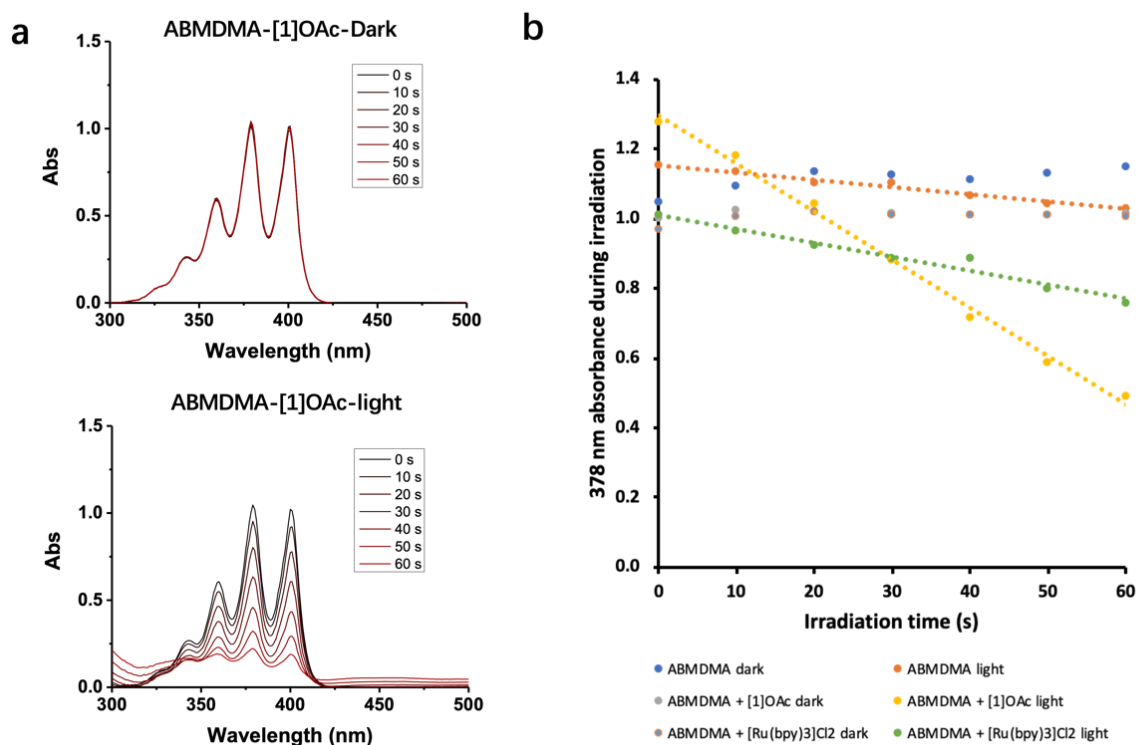 a
ABMDMA-[1]OAc-Dark
1.5
1.0
0.5
0.0
Abs
0 s
10 s
20 s
30 s
40 s
50 s
60 s
300 350 400 450 500
Wavelength (nm)
ABMDMA-[1]OAc-light
1.5
1.0
0.5
0.0
Abs
0 s
10 s
20 s
30 s
40 s
50 s
60 s
300 350 400 450 500
Wavelength (nm)
b
378 nm absorbance during irradiation
1.4
1.2
1.0
0.8
0.6
0.4
0.2
0.0
0 10 20 30 40 50 60
Irradiation time (s)
ABMDMA dark
ABMDMA light
ABMDMA + [1]OAc dark
ABMDMA + [1]OAc light
ABMDMA + [Ru(bpy)3]Cl2 dark
ABMDMA + [Ru(bpy)3]Cl2 light